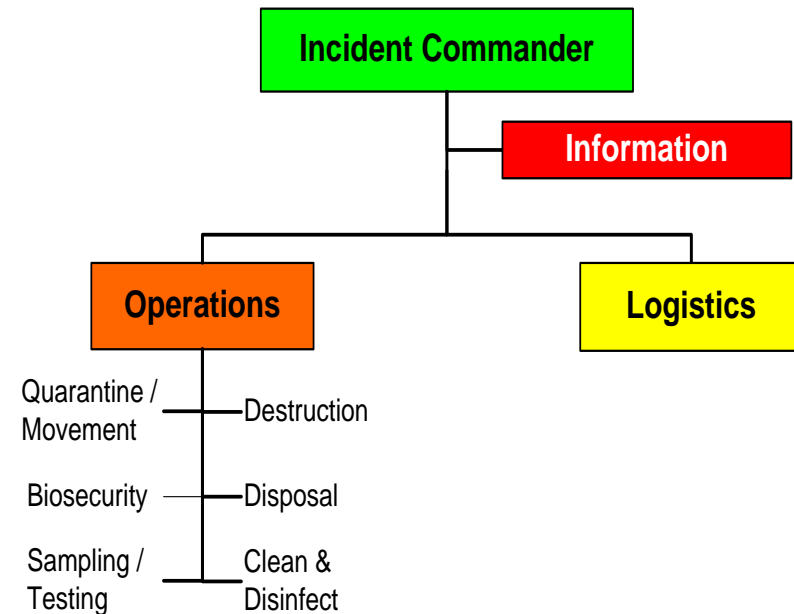 Incident Commander
Information
Operations
Logistics
Quarantine /
Movement
Destruction
Biosecurity
Disposal
Sampling /
Testing
Clean &
Disinfect